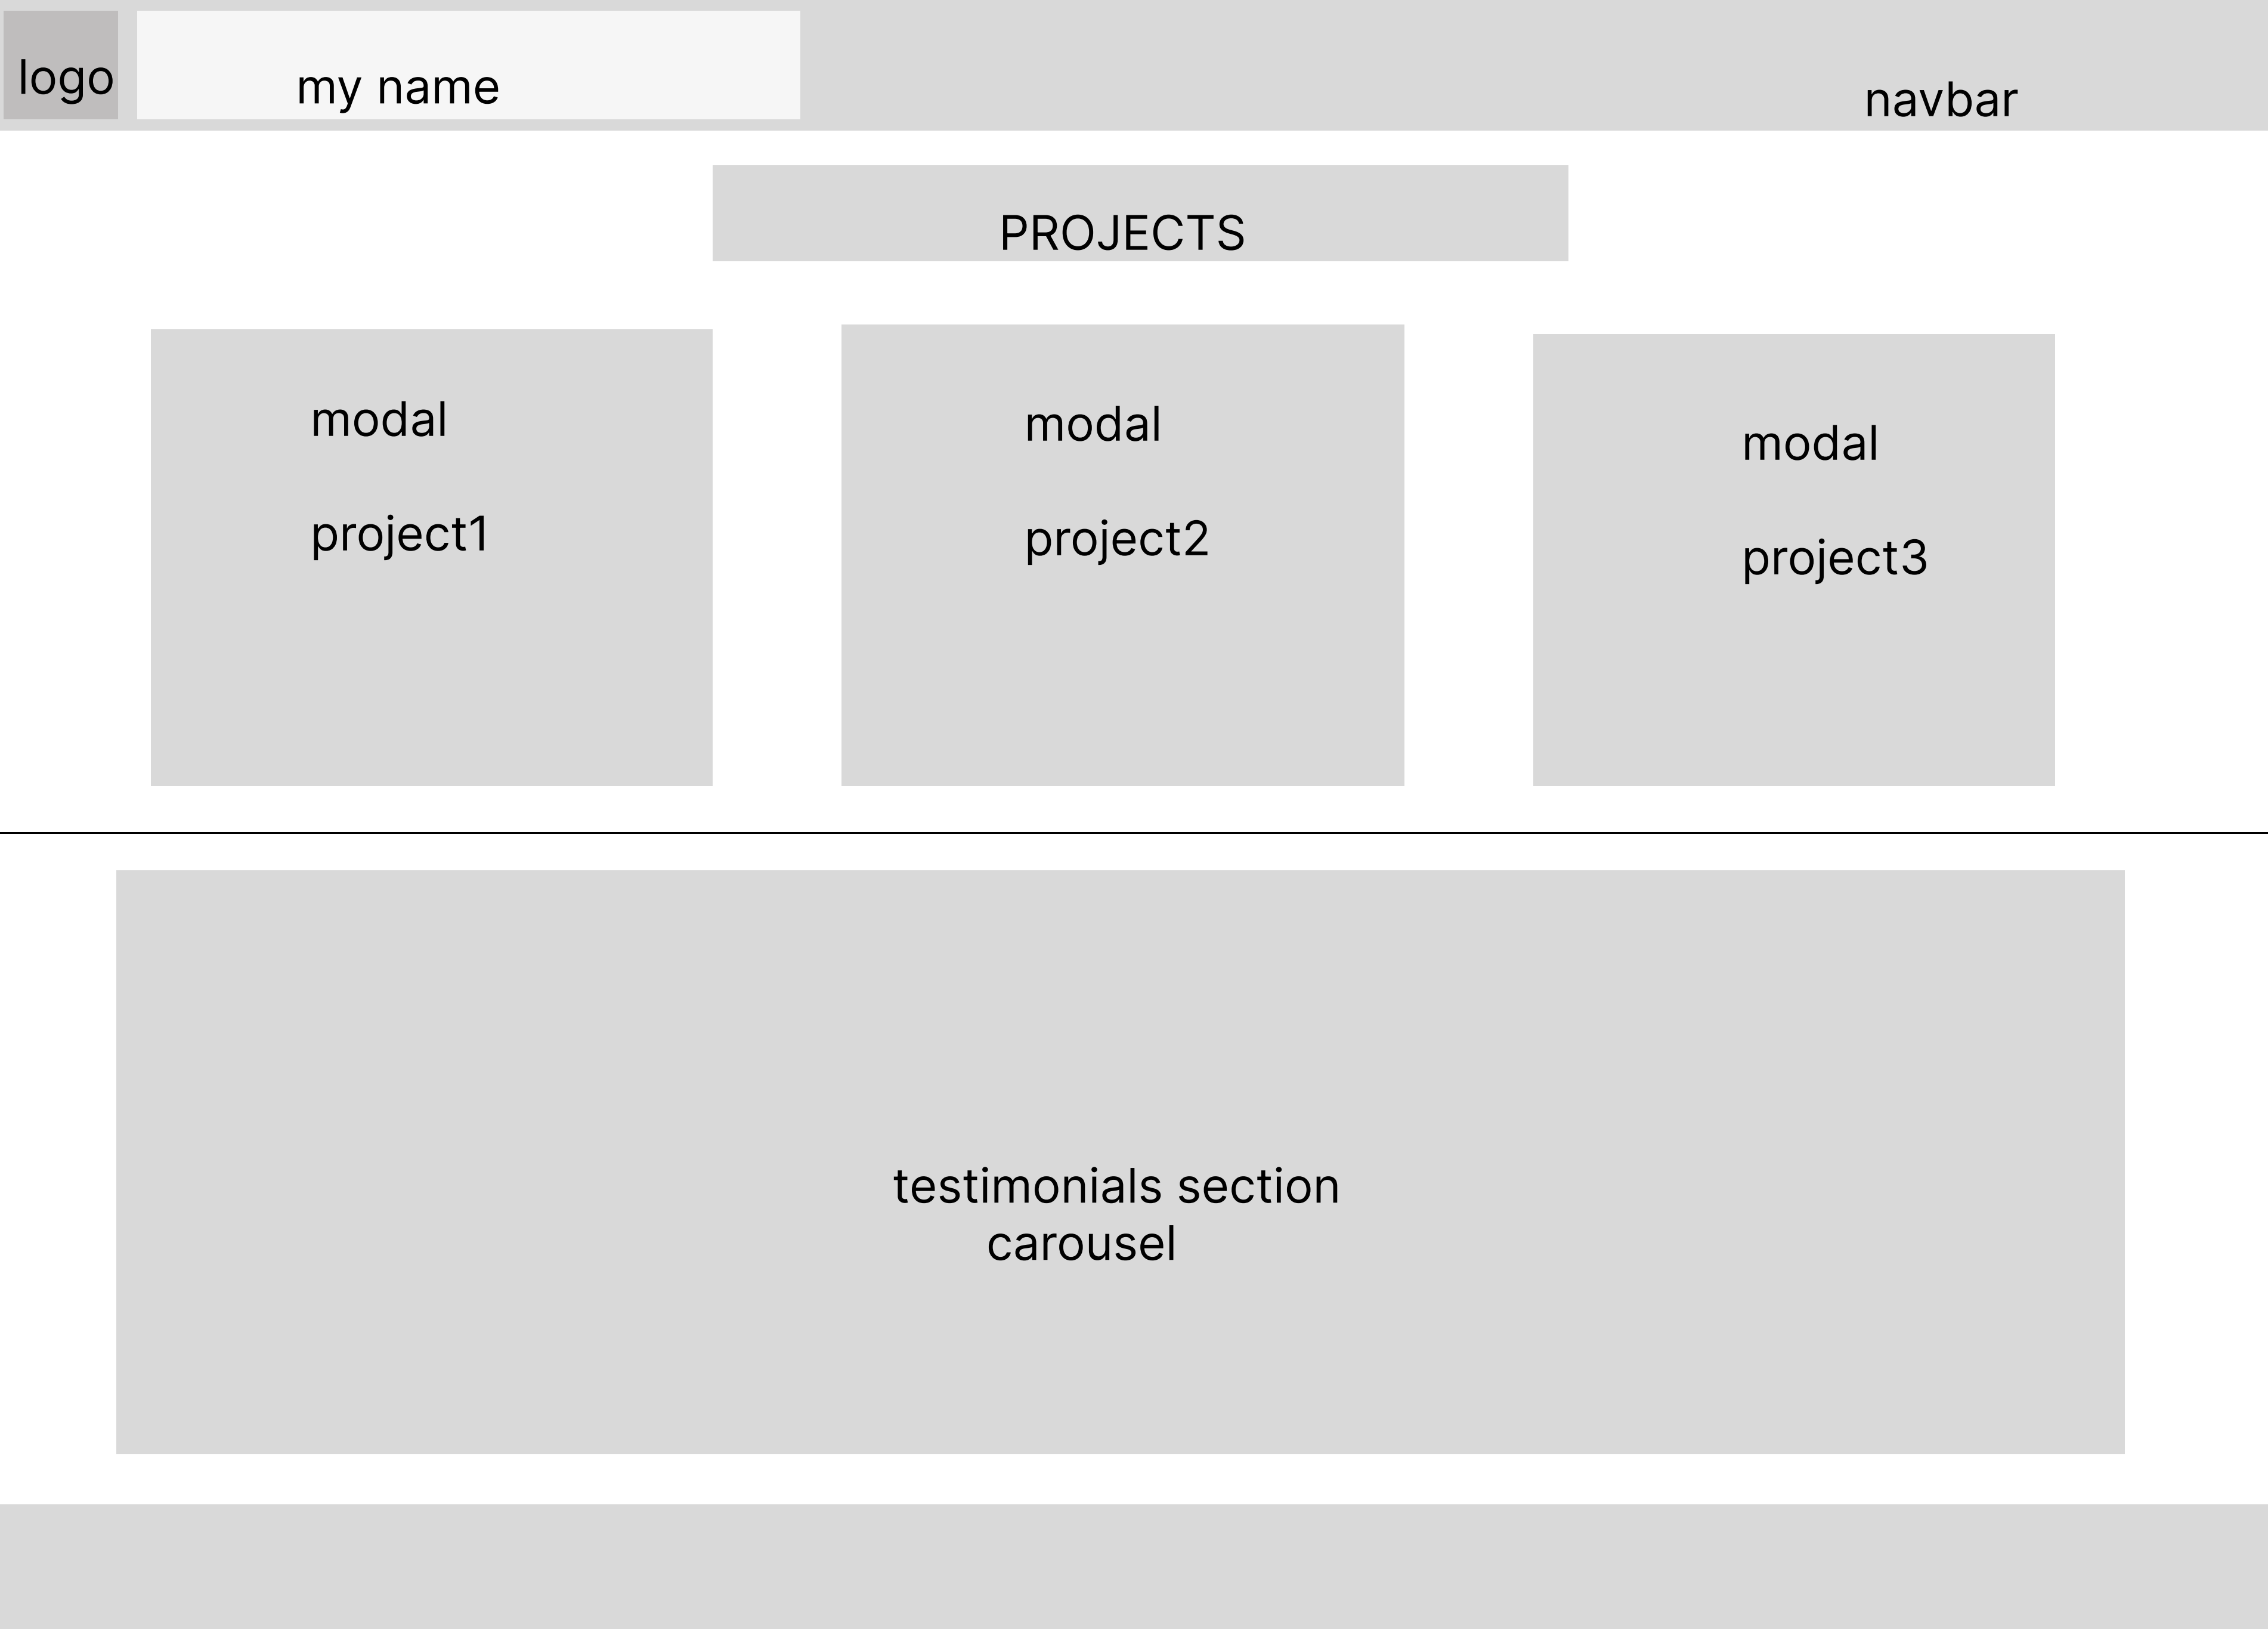 logo
my name
navbar
PROJECTS
modal
project1
modal
project2
modal
project3
testimonials section
carousel